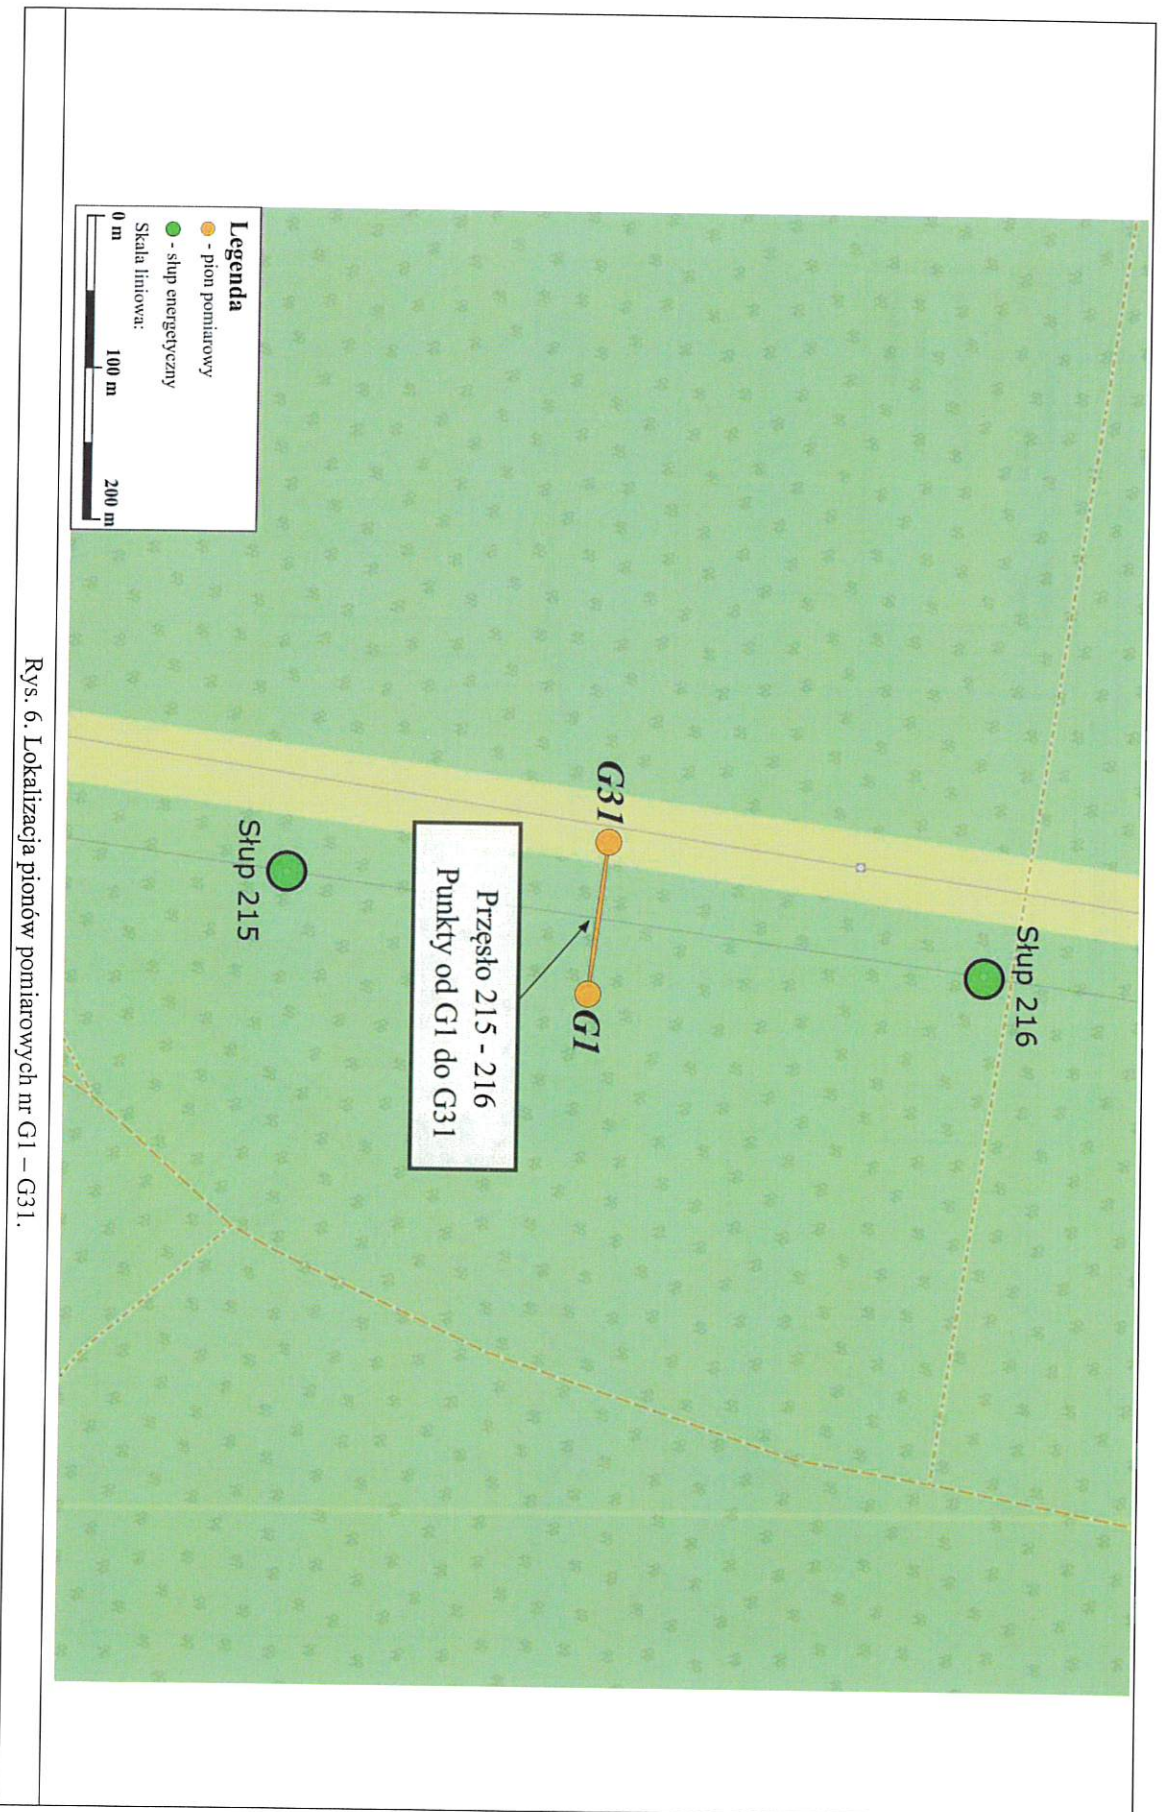 Słup 216
G31
G1
Przęsło 215 - 216
Punkty od G1 do G31
Słup 215
Legenda
- pion pomiarowy
- słup energetyczny
Skala liniowa:
0 m 100 m 200 m
Rys. 6. Lokalizacja pionów pomiarowych nr G1 – G31.